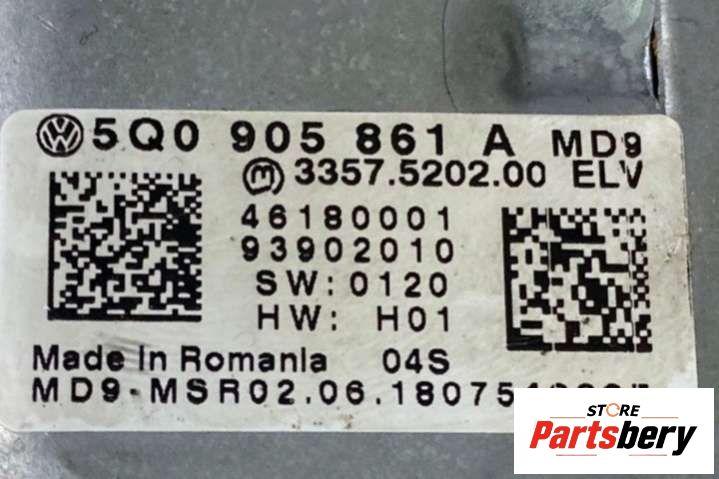 5Q0 905 861 A MD9
3357.5202.00 ELV
46180001
93902010
SW:0120
HW: H01
Made In Romania 04S
STORE
Partsbery